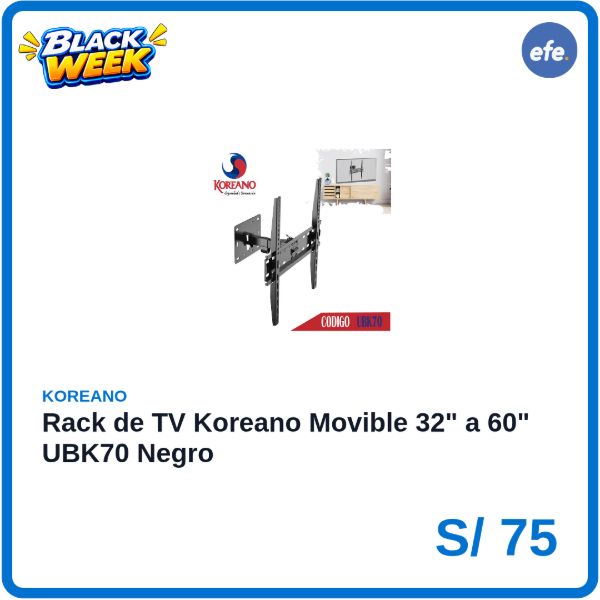 BLACK
WEEK
efe.
KOREANO
CODIGO UBK70
KOREANO
Rack de TV Koreano Movible 32" a 60"
UBK70 Negro
S/ 75